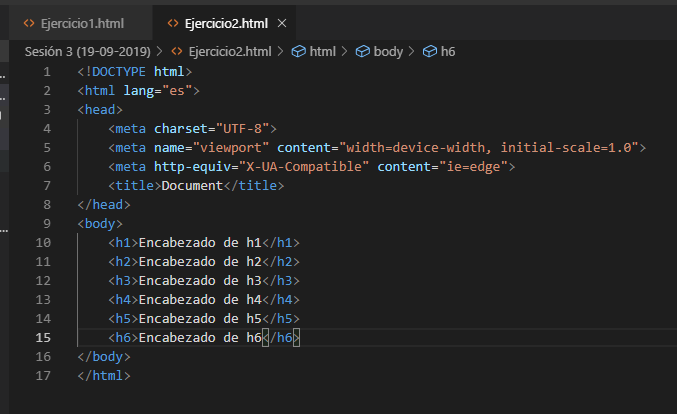 Ejercicio1.html Ejercicio2.html
Sesión 3 (19-09-2019) > Ejercicio2.html > html > body > h6
1 <!DOCTYPE html>
2 <html lang="es">
3 <head>
4 <meta charset="UTF-8">
5 <meta name="viewport" content="width=device-width, initial-scale=1.0">
6 <meta http-equiv="X-UA-Compatible" content="ie=edge">
7 <title>Document</title>
8 </head>
9 <body>
10 <h1>Encabezado de h1</h1>
11 <h2>Encabezado de h2</h2>
12 <h3>Encabezado de h3</h3>
13 <h4>Encabezado de h4</h4>
14 <h5>Encabezado de h5</h5>
15 <h6>Encabezado de h6</h6>
16 </body>
17 </html>